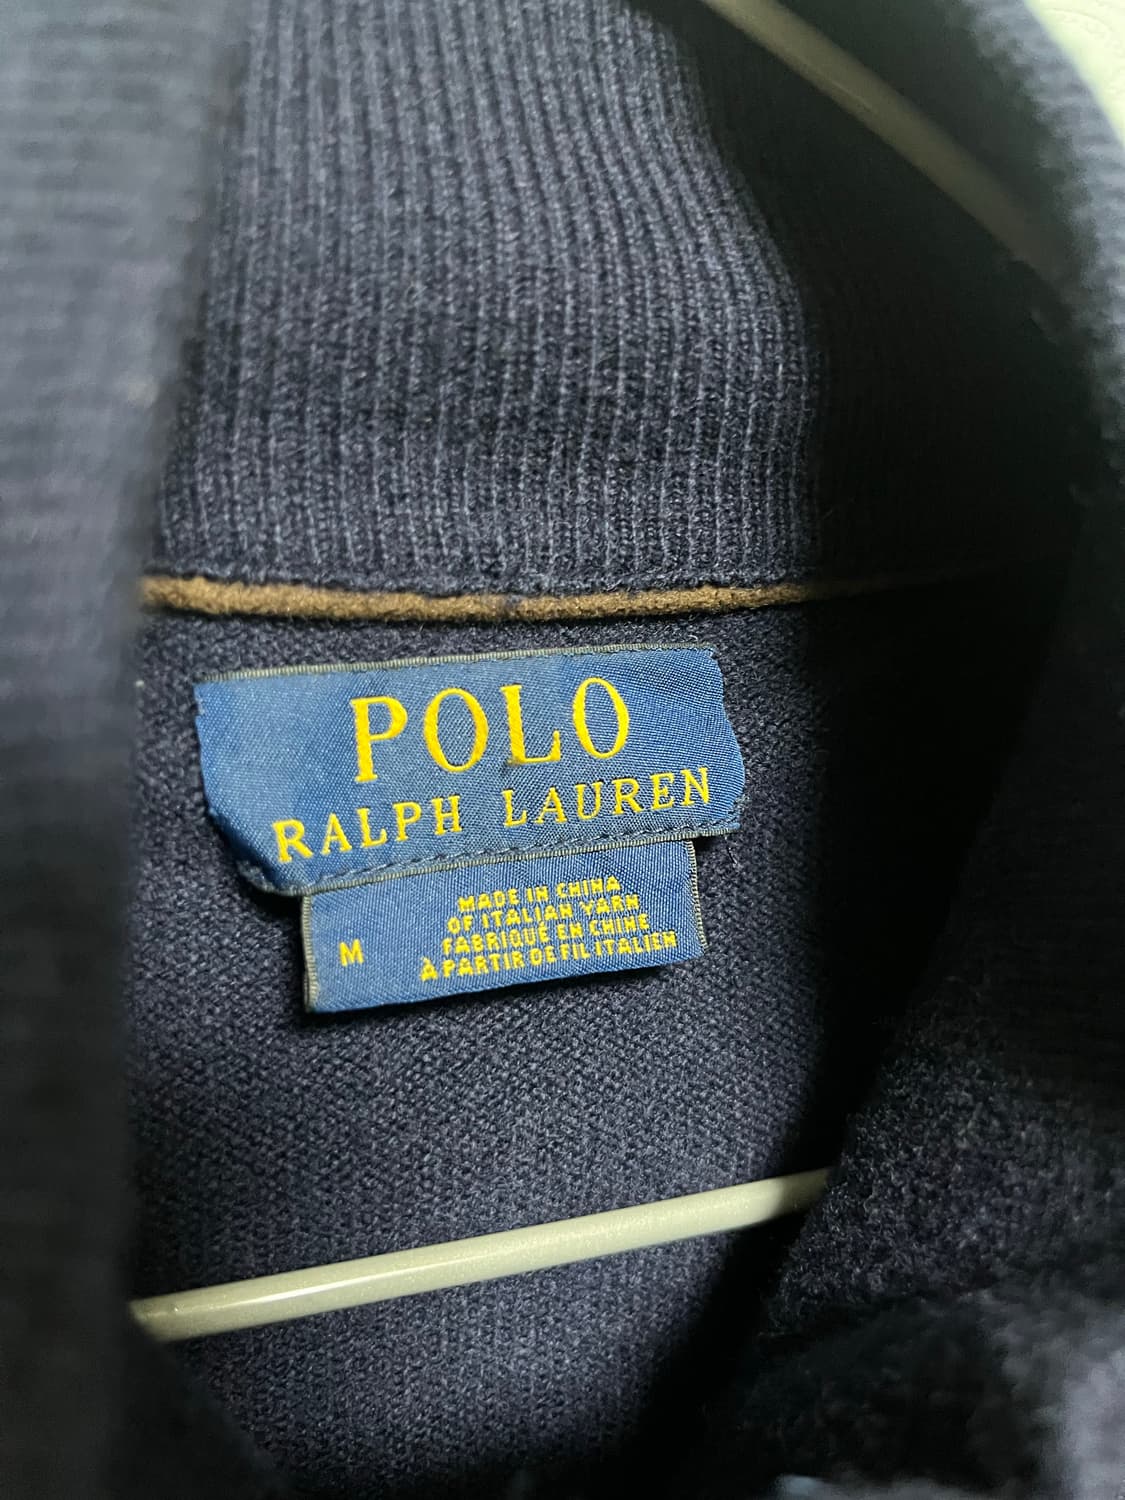 POLO
RALPH LAUREN
M
MADE IN CHINA
OF ITALIAN YARN
FABRIQUÉ EN CHINE
À PARTIR DE FIL ITALIEN